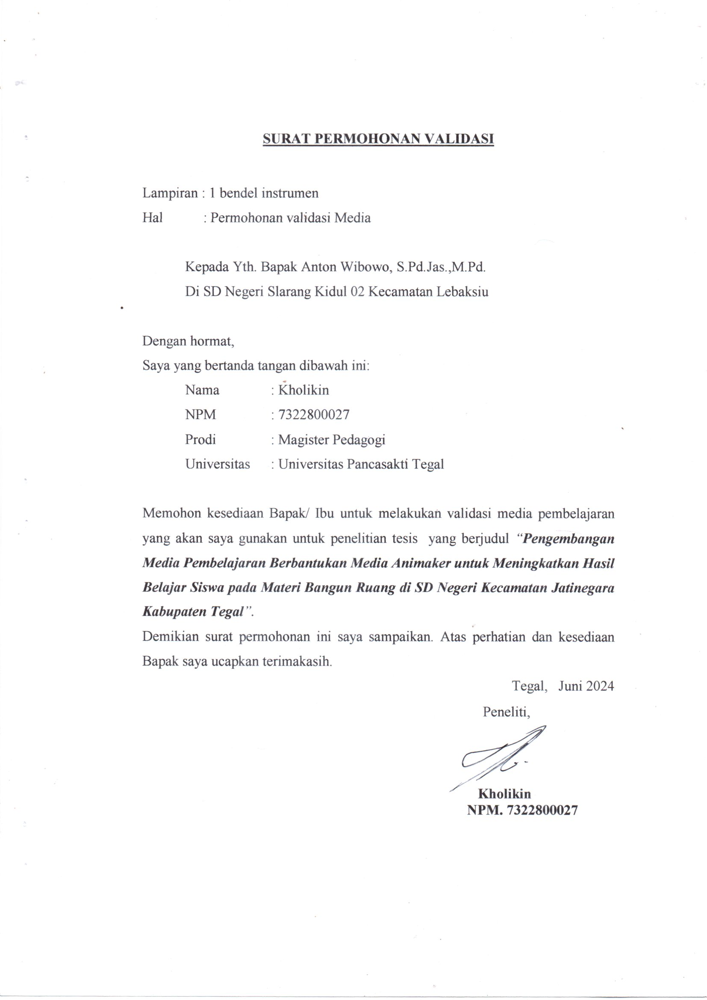 SURAT PERMOHONAN VALIDASI
Lampiran : 1 bendel instrumen
Hal : Permohonan validasi Media
Kepada Yth. Bapak Anton Wibowo, S.Pd.Jas.,M.Pd.
Di SD Negeri Slarang Kidul 02 Kecamatan Lebaksiu
Dengan hormat,
Saya yang bertanda tangan dibawah ini:
Nama : Kholikin
NPM : 7322800027
Prodi : Magister Pedagogi
Universitas : Universitas Pancasakti Tegal
Memohon kesediaan Bapak/ Ibu untuk melakukan validasi media pembelajaran
yang akan saya gunakan untuk penelitian tesis yang berjudul “Pengembangan
Media Pembelajaran Berbantukan Media Animaker untuk Meningkatkan Hasil
Belajar Siswa pada Materi Bangun Ruang di SD Negeri Kecamatan Jatinegara
Kabupaten Tegal”.
Demikian surat permohonan ini saya sampaikan. Atas perhatian dan kesediaan
Bapak saya ucapkan terimakasih.
Tegal, Juni 2024
Peneliti,
Kholikin
NPM. 7322800027